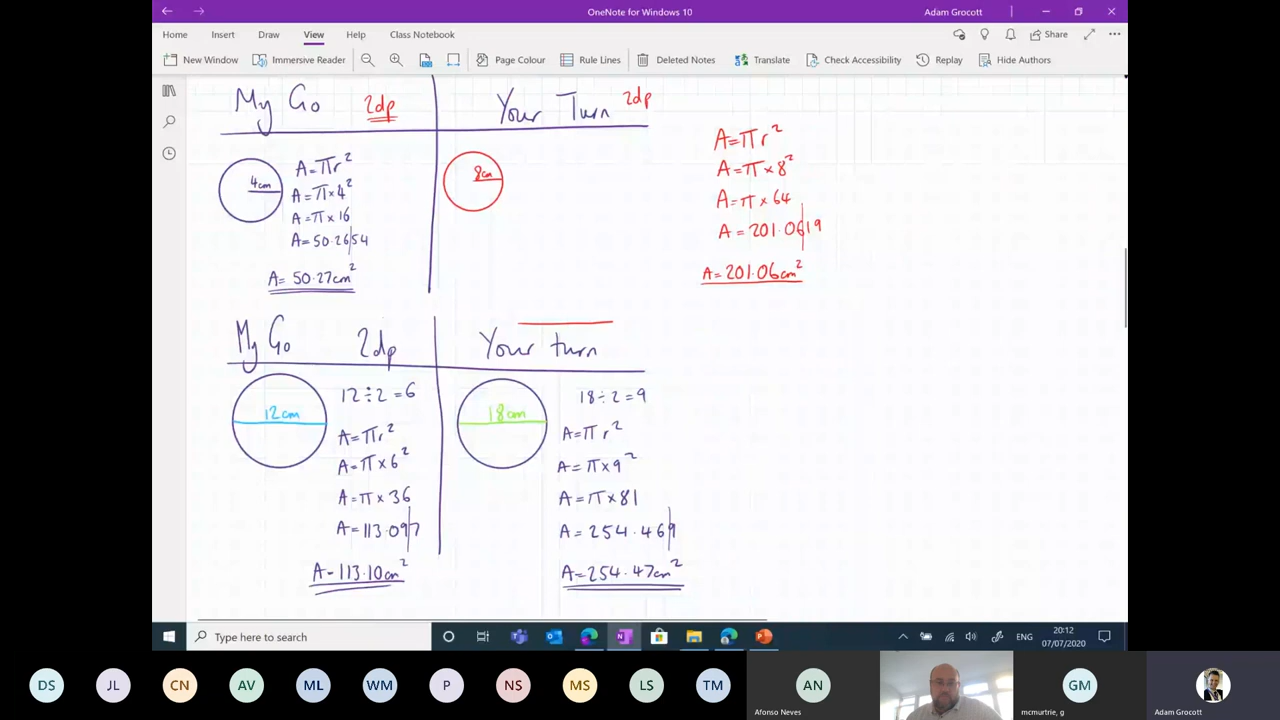 OneNote for Windows 10
Adam Grocott
Home Insert Draw View Help Class Notebook
Share
New Window Immersive Reader Page Colour Rule Lines Deleted Notes Translate Check Accessibility Replay Hide Authors
My Go 2dp
Your Turn 2dp
4cm
A=πr²
A=π×4²
A=π×16
A=50.2654
A=50.27cm²
8cm
A=πr²
A=π×8²
A=π×64
A=201.0619
A=201.06cm²
My Go 2dp
Your turn
12cm
12÷2=6
A=πr²
A=π×6²
A=π×36
A=113.097
A=113.10cm²
18cm
18÷2=9
A=πr²
A=π×9²
A=π×81
A=254.469
A=254.47cm²
Type here to search
ENG
20:12
07/07/2020
DS JL CN AV ML WM P NS MS LS TM AN GM
Afonso Neves
mcmurtrie, g
Adam Grocott